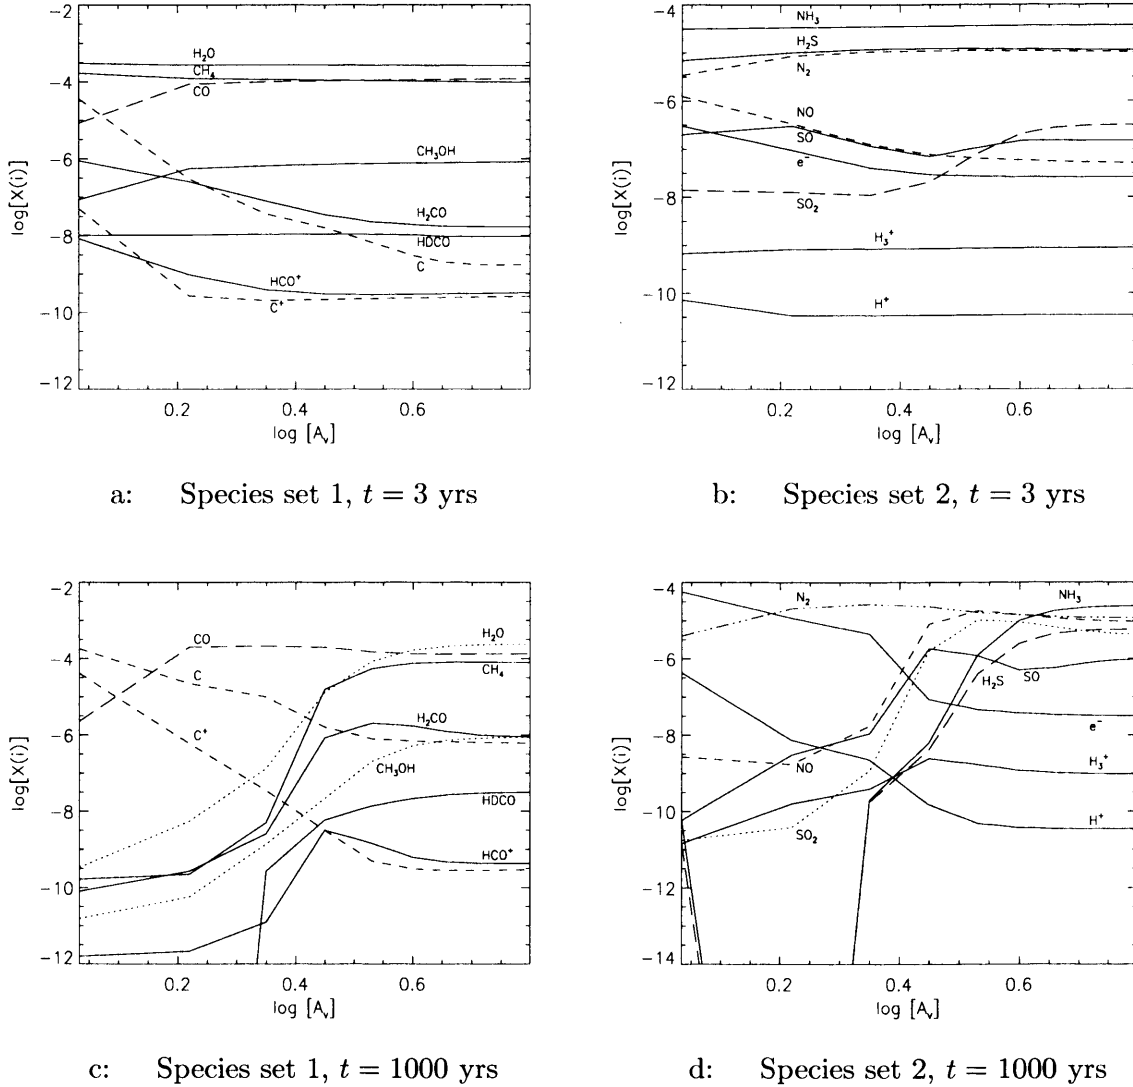 −2
−4
−6
−8
−10
−12
log[X(i)]
H₂O
CH₄
CO
CH₃OH
H₂CO
HDCO
C
HCO⁺
C⁺
0.2
0.4
0.6
log [Aᵥ]
a: Species set 1, t = 3 yrs
−4
−6
−8
−10
−12
log[X(i)]
NH₃
H₂S
N₂
NO
SO
e⁻
SO₂
H₃⁺
H⁺
0.2
0.4
0.6
log [Aᵥ]
b: Species set 2, t = 3 yrs
−2
−4
−6
−8
−10
−12
log[X(i)]
CO
C
C⁺
H₂O
CH₄
H₂CO
CH₃OH
HDCO
HCO⁺
0.2
0.4
0.6
log [Aᵥ]
c: Species set 1, t = 1000 yrs
−4
−6
−8
−10
−12
−14
log[X(i)]
N₂
NH₃
H₂S
SO
e⁻
NO
H₃⁺
H⁺
SO₂
0.2
0.4
0.6
log [Aᵥ]
d: Species set 2, t = 1000 yrs